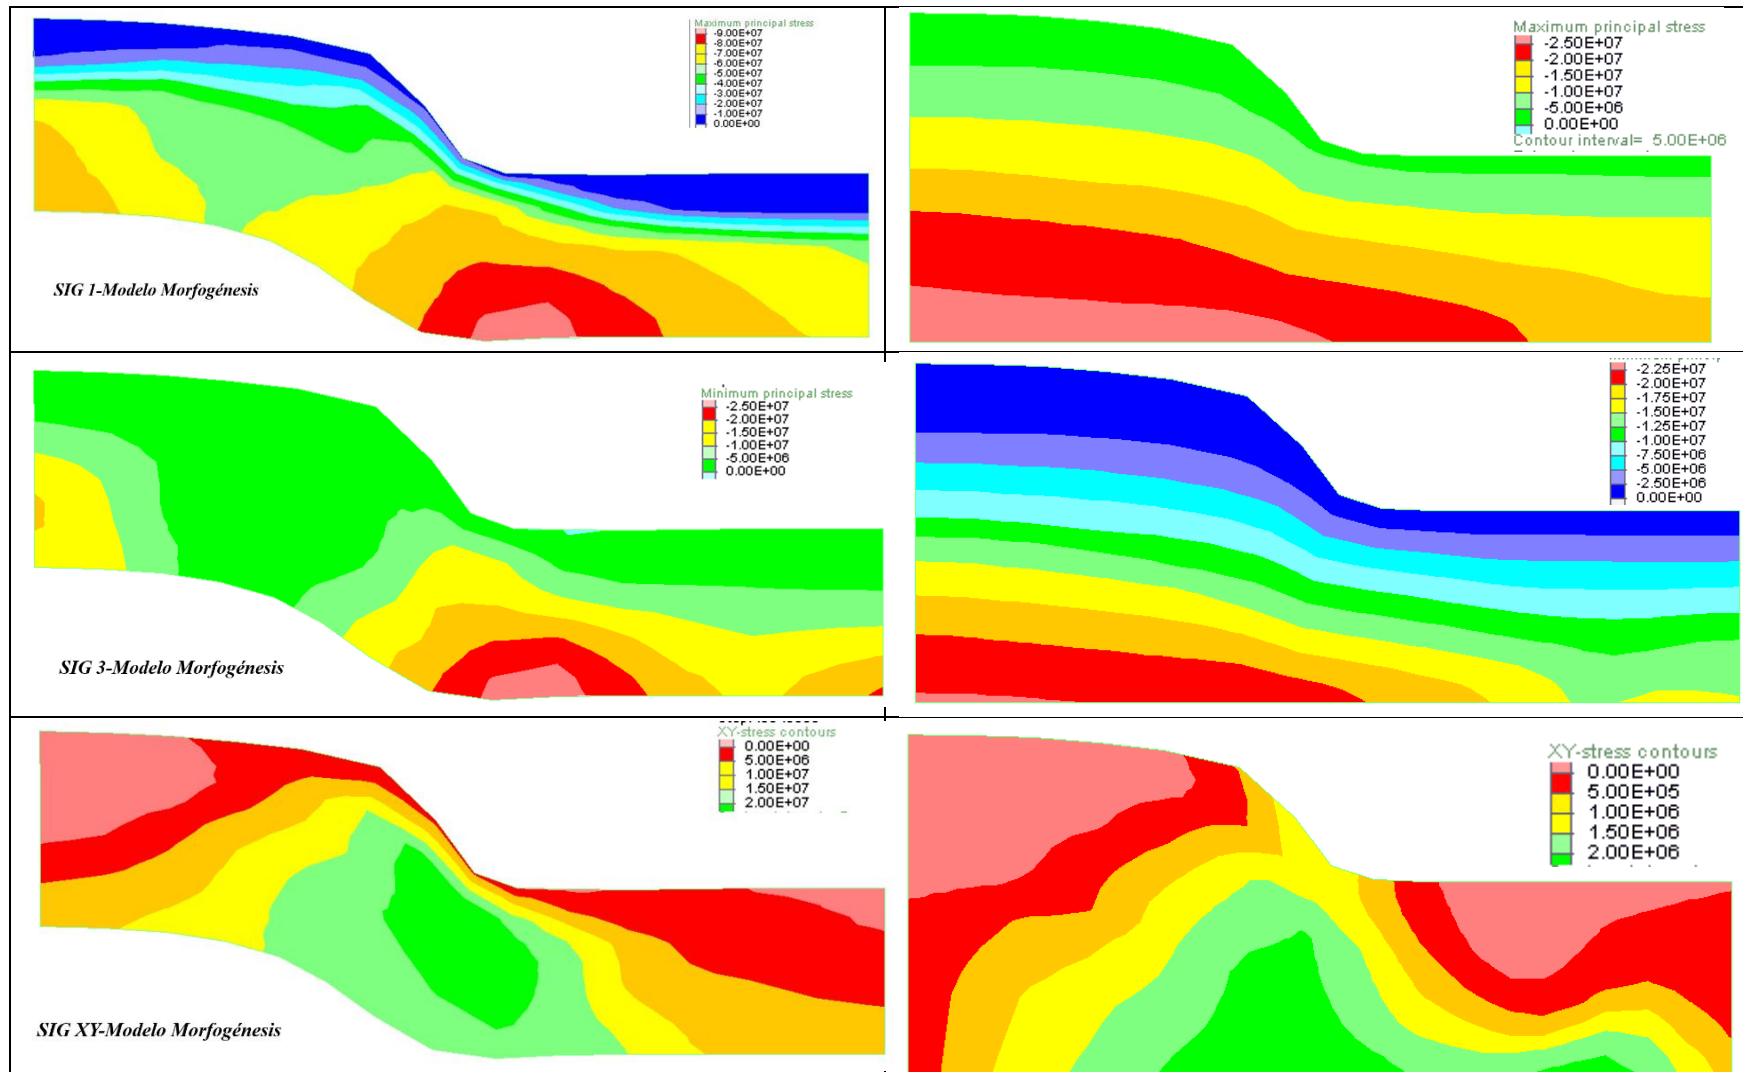 Maximum principal stress
-9.00E+07
-8.00E+07
-7.00E+07
-6.00E+07
-5.00E+07
-4.00E+07
-3.00E+07
-2.00E+07
-1.00E+07
0.00E+00
SIG 1-Modelo Morfogénesis
Maximum principal stress
-2.50E+07
-2.00E+07
-1.50E+07
-1.00E+07
-5.00E+06
0.00E+00
Contour interval= 5.00E+06
Minimum principal stress
-2.50E+07
-2.00E+07
-1.50E+07
-1.00E+07
-5.00E+06
0.00E+00
SIG 3-Modelo Morfogénesis
-2.25E+07
-2.00E+07
-1.75E+07
-1.50E+07
-1.25E+07
-1.00E+07
-7.50E+06
-5.00E+06
-2.50E+06
0.00E+00
XY-stress contours
0.00E+00
5.00E+06
1.00E+07
1.50E+07
2.00E+07
SIG XY-Modelo Morfogénesis
XY-stress contours
0.00E+00
5.00E+05
1.00E+06
1.50E+06
2.00E+06